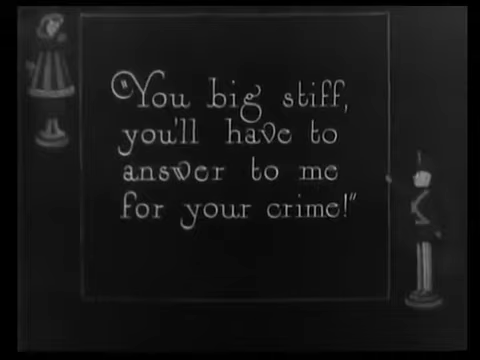 "You big stiff,
you'll have to
answer to me
for your crime!"